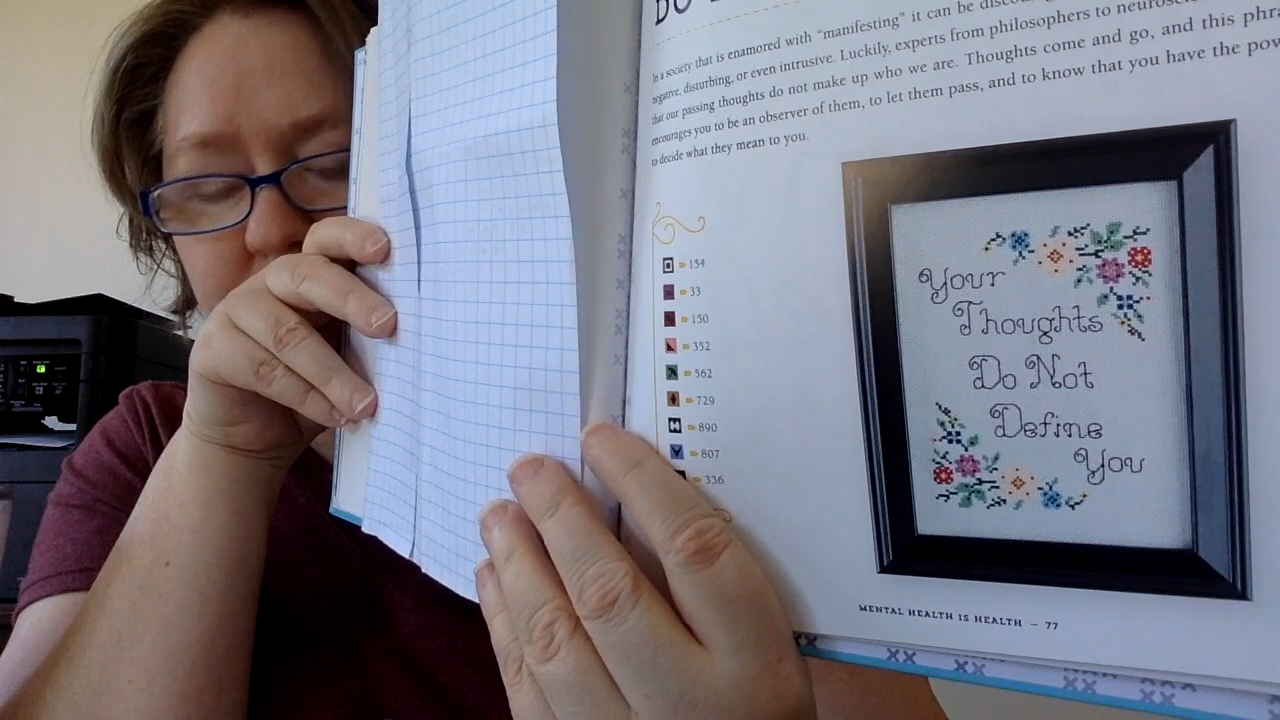 DO
In a society that is enamored with "manifesting" it can be
negative, disturbing, or even intrusive. Luckily, experts from philosophers to
that our passing thoughts do not make up who we are. Thoughts come and go, and this
encourages you to be an observer of them, to let them pass, and to know that you have the
to decide what they mean to you.
154
33
150
352
562
729
890
807
336
Your
Thoughts
Do Not
Define
You
MENTAL HEALTH IS HEALTH – 77